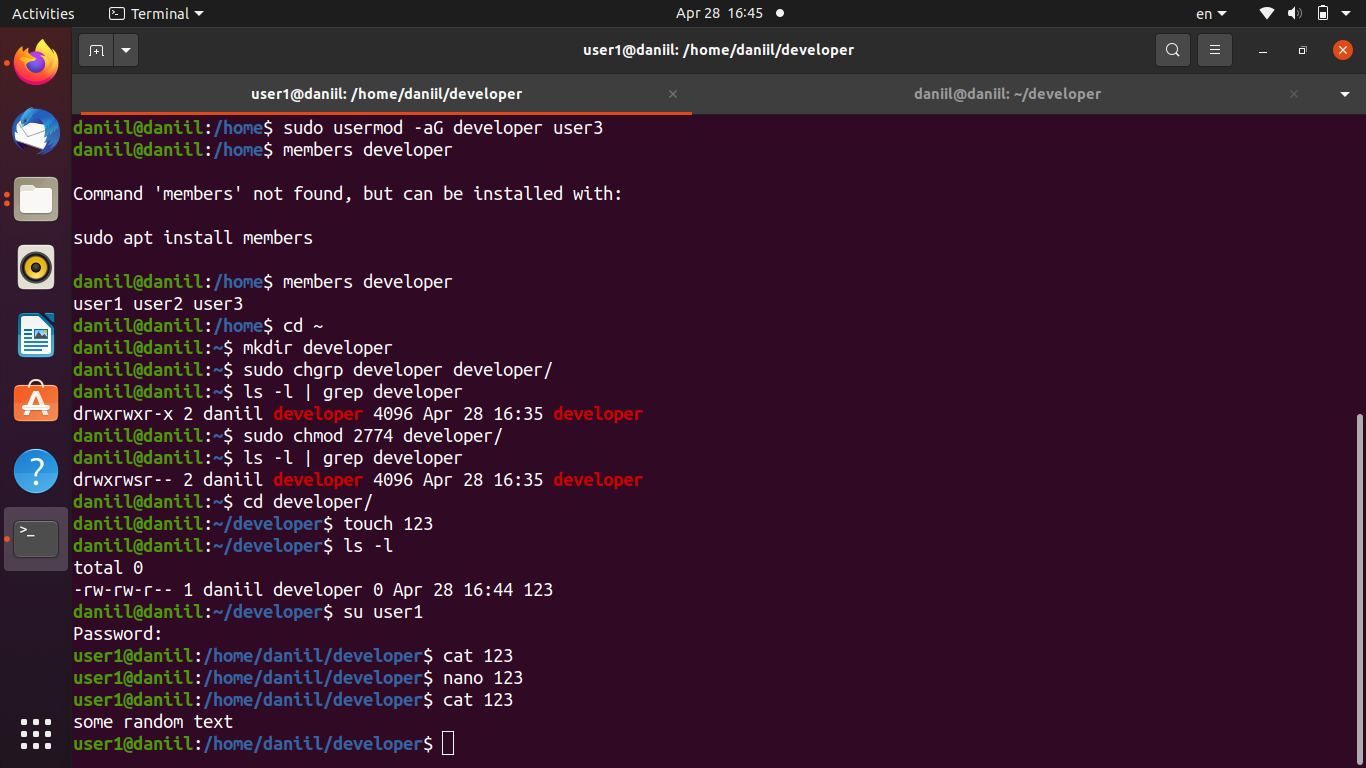 Activities
Terminal
Apr 28 16:45
en
user1@daniil: /home/daniil/developer
user1@daniil: /home/daniil/developer
daniil@daniil: ~/developer
daniil@daniil:/home$ sudo usermod -aG developer user3
daniil@daniil:/home$ members developer
Command 'members' not found, but can be installed with:
sudo apt install members
daniil@daniil:/home$ members developer
user1 user2 user3
daniil@daniil:/home$ cd ~
daniil@daniil:~$ mkdir developer
daniil@daniil:~$ sudo chgrp developer developer/
daniil@daniil:~$ ls -l | grep developer
drwxrwxr-x 2 daniil developer 4096 Apr 28 16:35 developer
daniil@daniil:~$ sudo chmod 2774 developer/
daniil@daniil:~$ ls -l | grep developer
drwxrwsr-- 2 daniil developer 4096 Apr 28 16:35 developer
daniil@daniil:~$ cd developer/
daniil@daniil:~/developer$ touch 123
daniil@daniil:~/developer$ ls -l
total 0
-rw-rw-r-- 1 daniil developer 0 Apr 28 16:44 123
daniil@daniil:~/developer$ su user1
Password:
user1@daniil:/home/daniil/developer$ cat 123
user1@daniil:/home/daniil/developer$ nano 123
user1@daniil:/home/daniil/developer$ cat 123
some random text
user1@daniil:/home/daniil/developer$